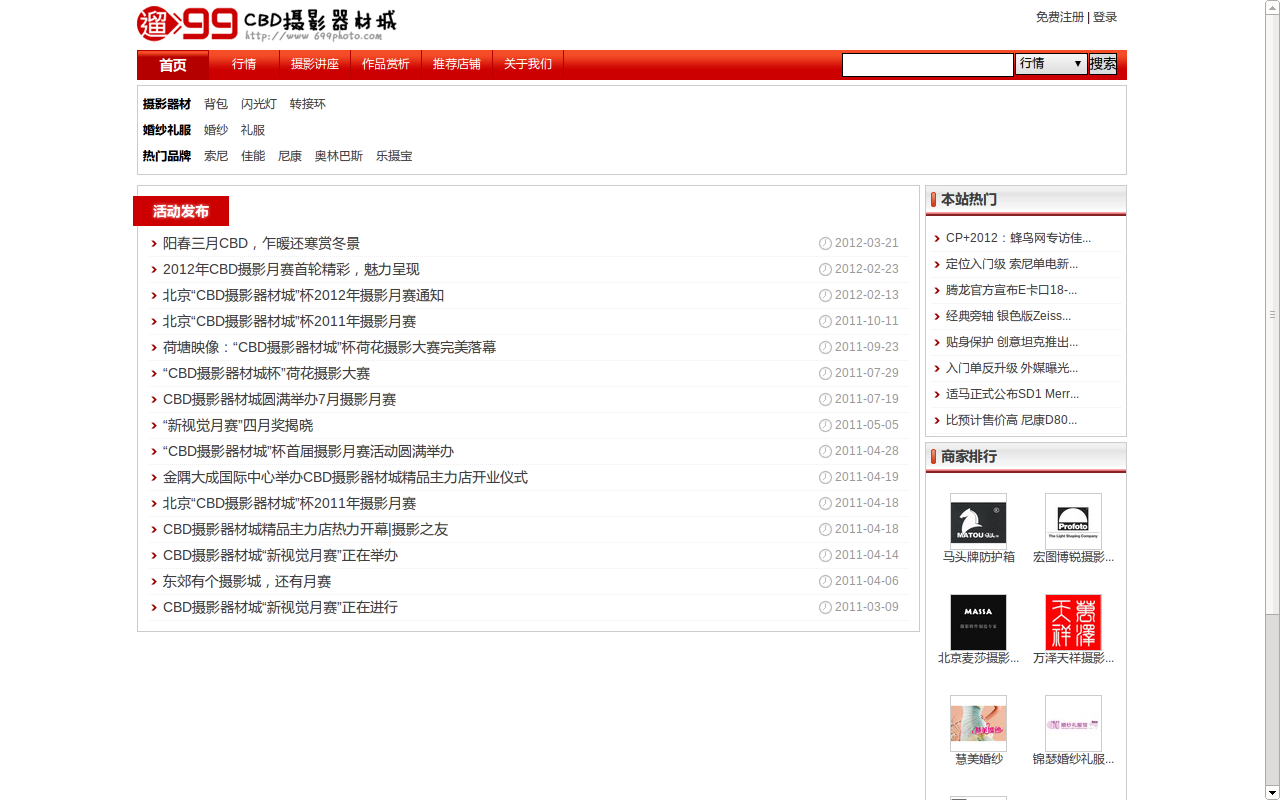 遛99 CBD摄影器材城
http://www 699photo.com
免费注册 | 登录
首页 行情 摄影讲座 作品赏析 推荐店铺 关于我们 行情 搜索
摄影器材 背包 闪光灯 转接环
婚纱礼服 婚纱 礼服
热门品牌 索尼 佳能 尼康 奥林巴斯 乐摄宝
活动发布
阳春三月CBD，乍暖还寒赏冬景 2012-03-21
2012年CBD摄影月赛首轮精彩，魅力呈现 2012-02-23
北京“CBD摄影器材城”杯2012年摄影月赛通知 2012-02-13
北京“CBD摄影器材城”杯2011年摄影月赛 2011-10-11
荷塘映像：“CBD摄影器材城”杯荷花摄影大赛完美落幕 2011-09-23
“CBD摄影器材城杯”荷花摄影大赛 2011-07-29
CBD摄影器材城圆满举办7月摄影月赛 2011-07-19
“新视觉月赛”四月奖揭晓 2011-05-05
“CBD摄影器材城”杯首届摄影月赛活动圆满举办 2011-04-28
金隅大成国际中心举办CBD摄影器材城精品主力店开业仪式 2011-04-19
北京“CBD摄影器材城”杯2011年摄影月赛 2011-04-18
CBD摄影器材城精品主力店热力开幕|摄影之友 2011-04-18
CBD摄影器材城“新视觉月赛”正在举办 2011-04-14
东郊有个摄影城，还有月赛 2011-04-06
CBD摄影器材城“新视觉月赛”正在进行 2011-03-09
本站热门
CP+2012：蜂鸟网专访佳...
定位入门级 索尼单电新...
腾龙官方宣布E卡口18-...
经典旁轴 银色版Zeiss...
贴身保护 创意坦克推出...
入门单反升级 外媒曝光...
适马正式公布SD1 Merr...
比预计售价高 尼康D80...
商家排行
MATOU
Profoto
The Light Shaping Company
马头牌防护箱 宏图博锐摄影...
MASSA
天祥 萬澤
北京麦莎摄影... 万泽天祥摄影...
慧美婚纱 锦瑟婚纱礼服...